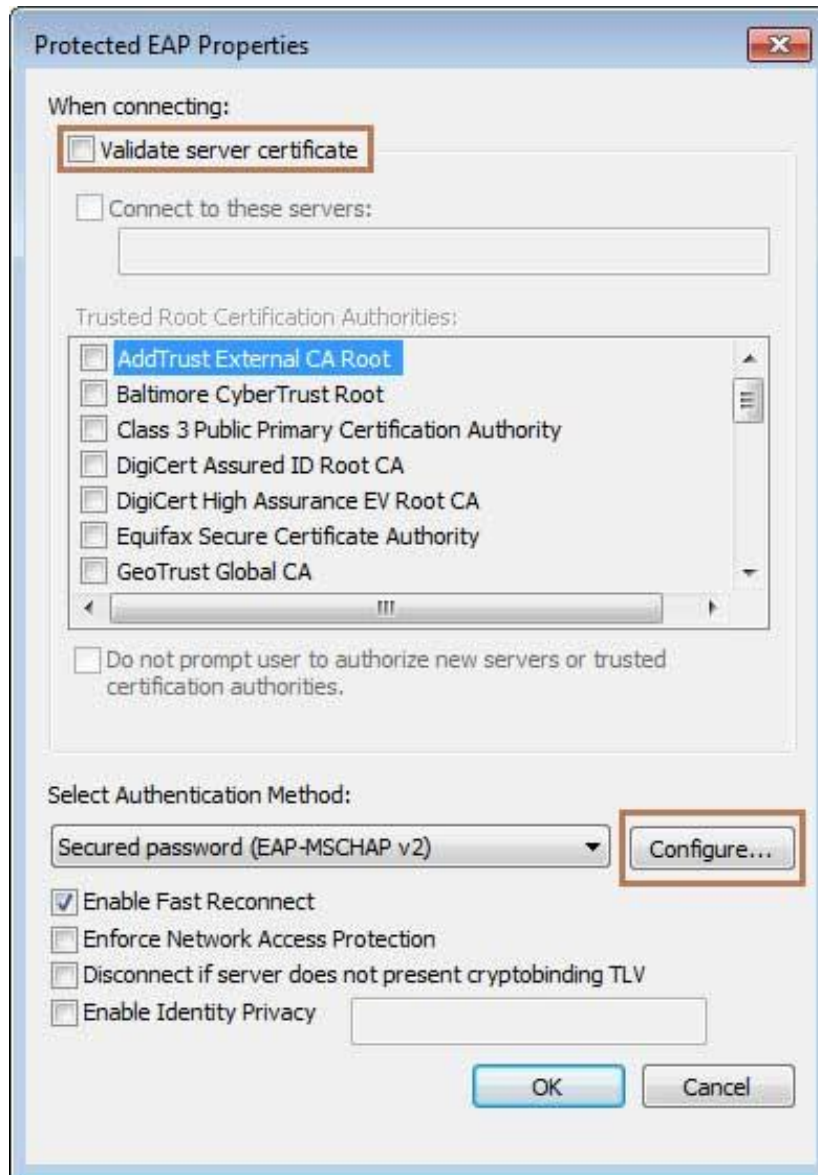 Protected EAP Properties
When connecting:
Validate server certificate
Connect to these servers:
Trusted Root Certification Authorities:
AddTrust External CA Root
Baltimore CyberTrust Root
Class 3 Public Primary Certification Authority
DigiCert Assured ID Root CA
DigiCert High Assurance EV Root CA
Equifax Secure Certificate Authority
GeoTrust Global CA
Do not prompt user to authorize new servers or trusted
certification authorities.
Select Authentication Method:
Secured password (EAP-MSCHAP v2) Configure...
Enable Fast Reconnect
Enforce Network Access Protection
Disconnect if server does not present cryptobinding TLV
Enable Identity Privacy
OK Cancel